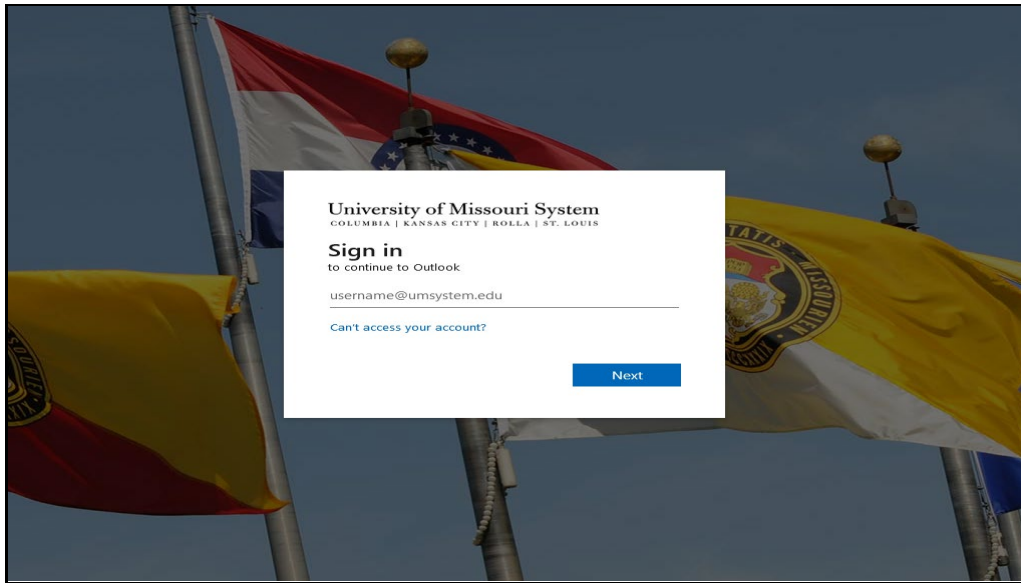 University of Missouri System
COLUMBIA | KANSAS CITY | ROLLA | ST. LOUIS
Sign in
to continue to Outlook
username@umsystem.edu
Can't access your account?
Next